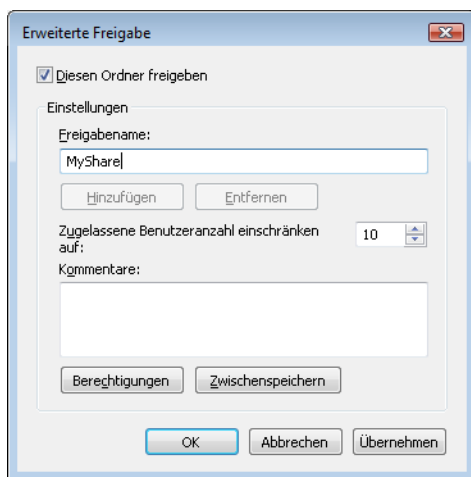 Erweiterte Freigabe
Diesen Ordner freigeben
Einstellungen
Freigabename:
MyShare
Hinzufügen
Entfernen
Zugelassene Benutzeranzahl einschränken
auf:
10
Kommentare:
Berechtigungen
Zwischenspeichern
OK
Abbrechen
Übernehmen